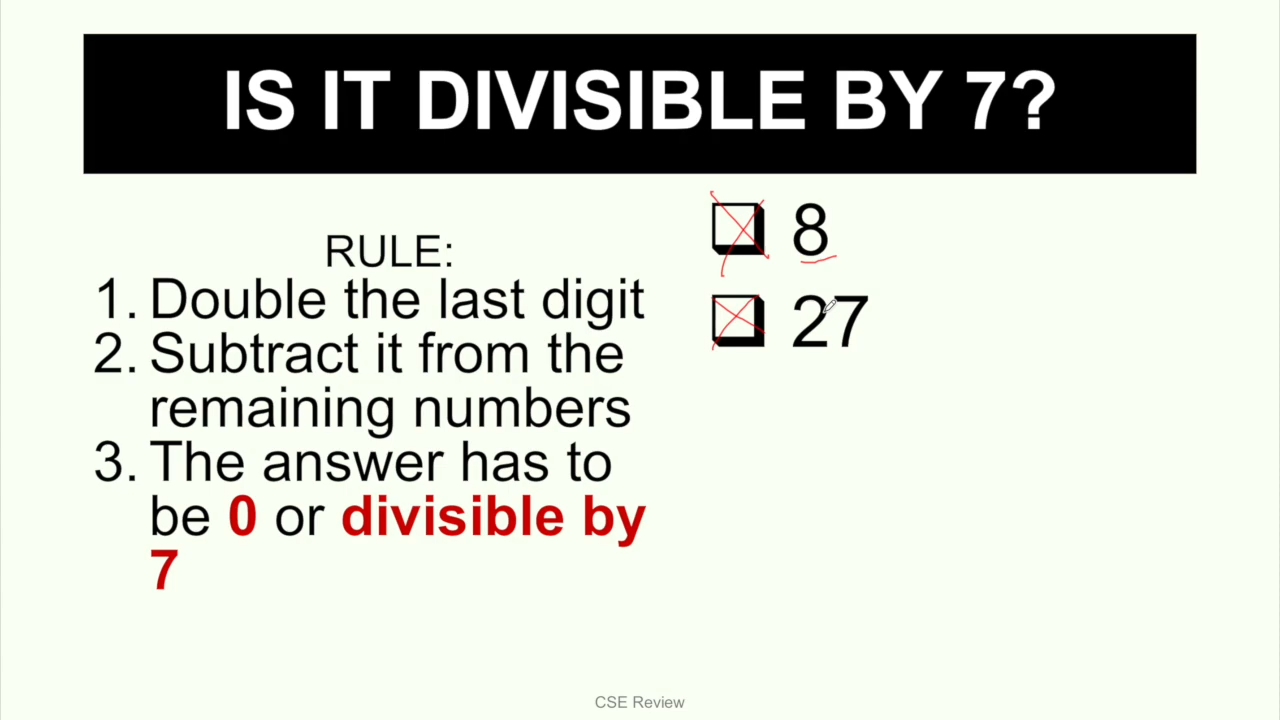 IS IT DIVISIBLE BY 7?
RULE:
1. Double the last digit
2. Subtract it from the
remaining numbers
3. The answer has to
be 0 or divisible by
7
8
27
CSE Review